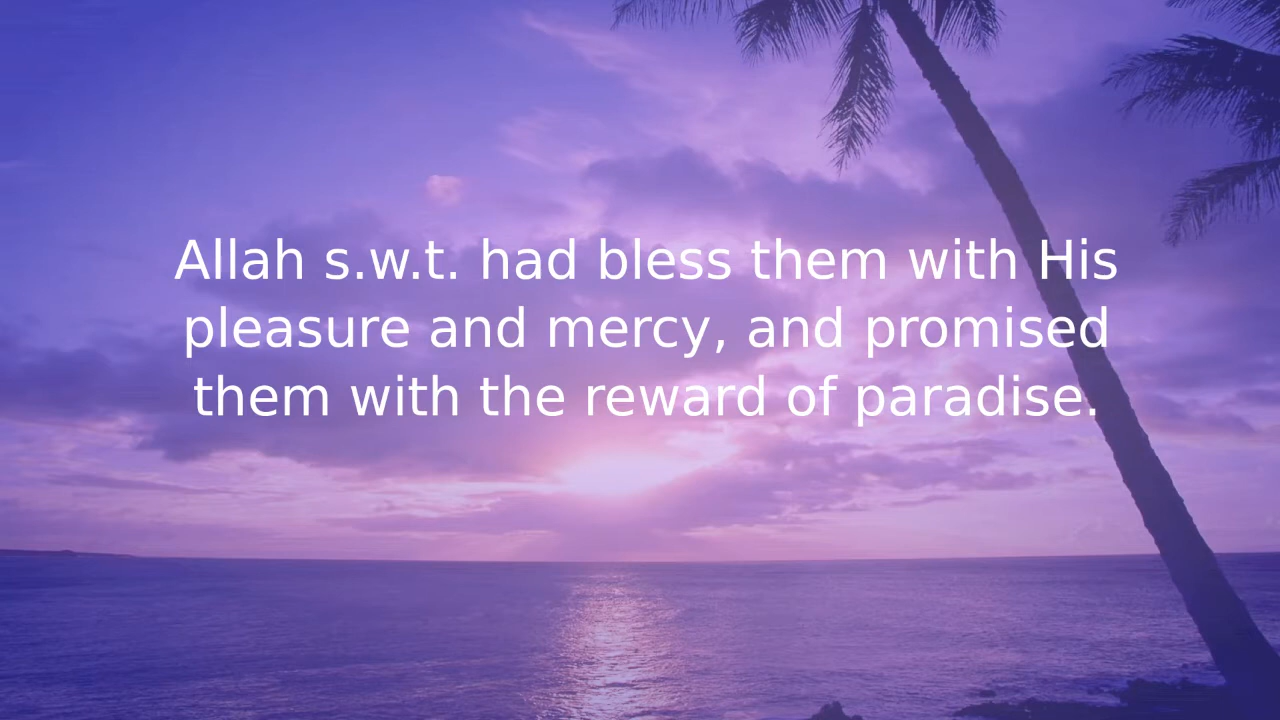 Allah s.w.t. had bless them with His
pleasure and mercy, and promised
them with the reward of paradise.